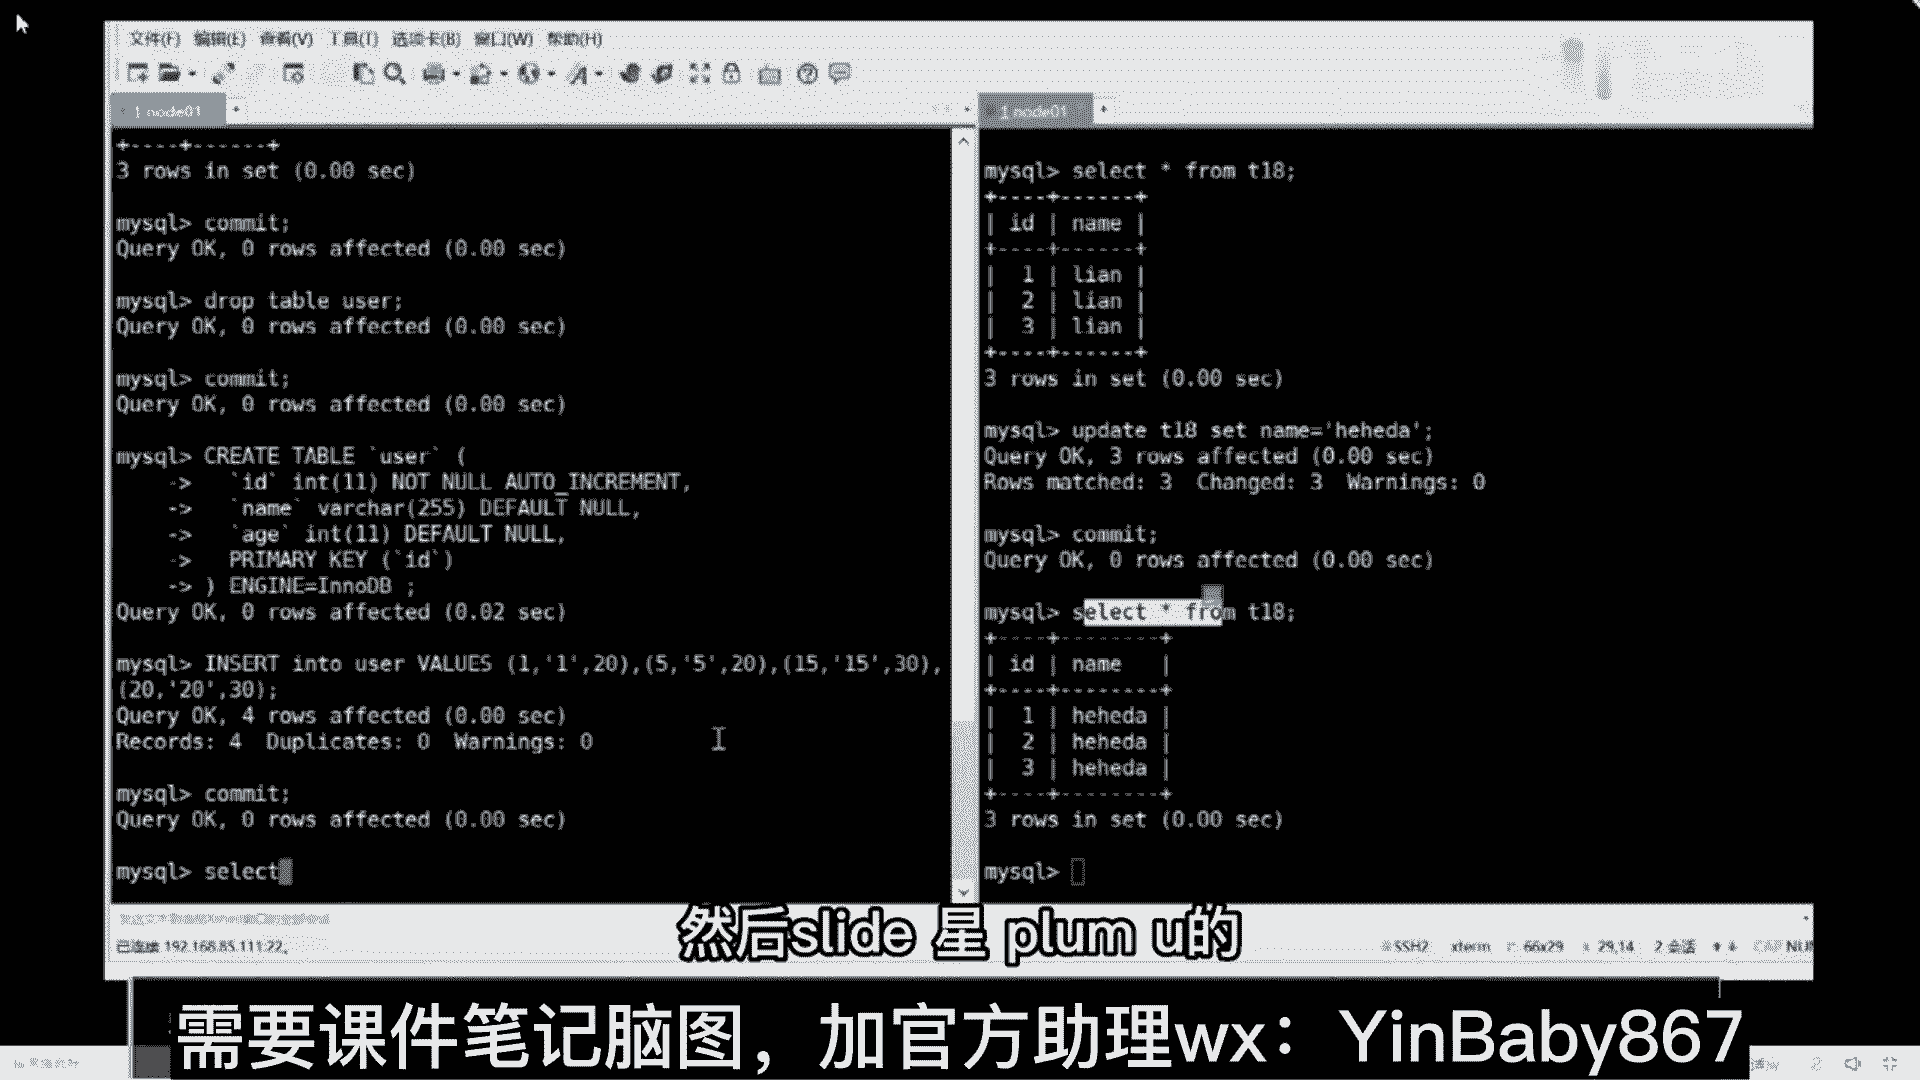 文件(F) 编辑(E) 查看(V) 工具(T) 选项卡(B) 窗口(W) 帮助(H)
1 node01
+----+------+
3 rows in set (0.00 sec)
mysql> commit;
Query OK, 0 rows affected (0.00 sec)
mysql> drop table user;
Query OK, 0 rows affected (0.00 sec)
mysql> commit;
Query OK, 0 rows affected (0.00 sec)
mysql> CREATE TABLE `user` (
-> `id` int(11) NOT NULL AUTO_INCREMENT,
-> `name` varchar(255) DEFAULT NULL,
-> `age` int(11) DEFAULT NULL,
-> PRIMARY KEY (`id`)
-> ) ENGINE=InnoDB ;
Query OK, 0 rows affected (0.02 sec)
mysql> INSERT into user VALUES (1,'1',20),(5,'5',20),(15,'15',30),
(20,'20',30);
Query OK, 4 rows affected (0.00 sec)
Records: 4 Duplicates: 0 Warnings: 0
mysql> commit;
Query OK, 0 rows affected (0.00 sec)
mysql> select
1 node01
mysql> select * from t18;
+----+------+
| id | name |
+----+------+
| 1 | lian |
| 2 | lian |
| 3 | lian |
+----+------+
3 rows in set (0.00 sec)
mysql> update t18 set name='heheda';
Query OK, 3 rows affected (0.00 sec)
Rows matched: 3 Changed: 3 Warnings: 0
mysql> commit;
Query OK, 0 rows affected (0.00 sec)
mysql> select * from t18;
+----+--------+
| id | name |
+----+--------+
| 1 | heheda |
| 2 | heheda |
| 3 | heheda |
+----+--------+
3 rows in set (0.00 sec)
mysql>
已连接 192.168.85.111:22。
SSH2 xterm 66x29 29,14 2 会话 CAP NUM
然后slide 星 plum u的
需要课件笔记脑图，加官方助理wx：YinBaby867